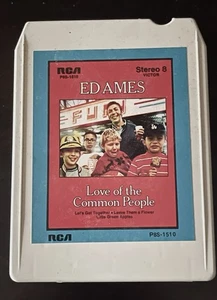 RCA
P8S-1510
Stereo 8
VICTOR
ED AMES
Love of the
Common People
Let's Get Together • Leave Them a Flower
Little Green Apples
RCA
P8S-1510